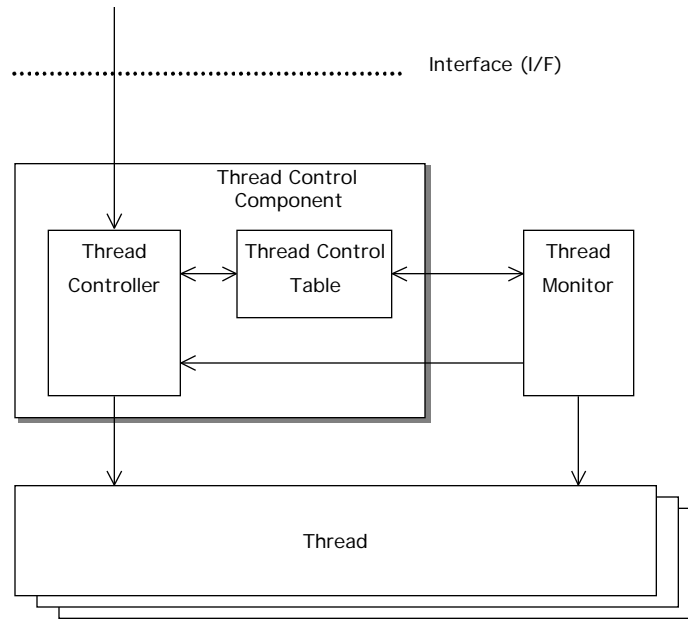 Interface (I/F)
Thread Control
Component
Thread
Controller
Thread Control
Table
Thread
Monitor
Thread